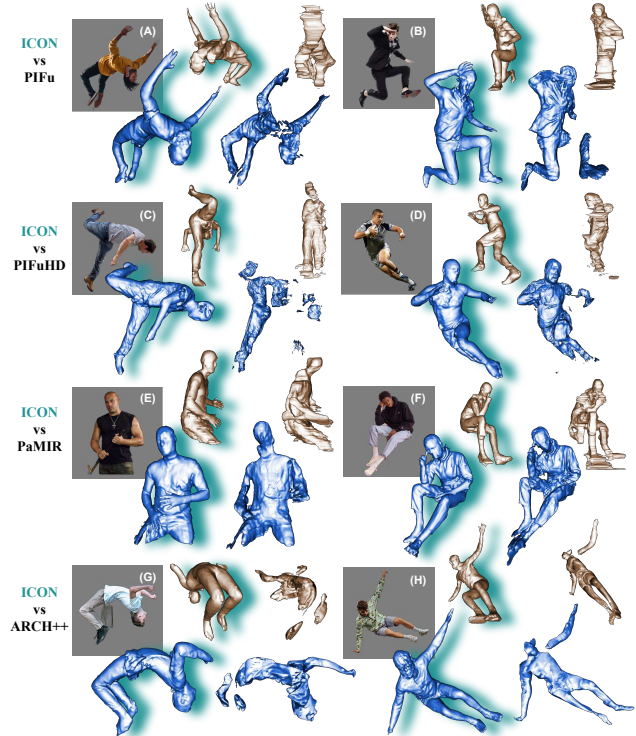 ICON
vs
PIFu
(A)
(B)
ICON
vs
PIFuHD
(C)
(D)
ICON
vs
PaMIR
(E)
(F)
ICON
vs
ARCH++
(G)
(H)